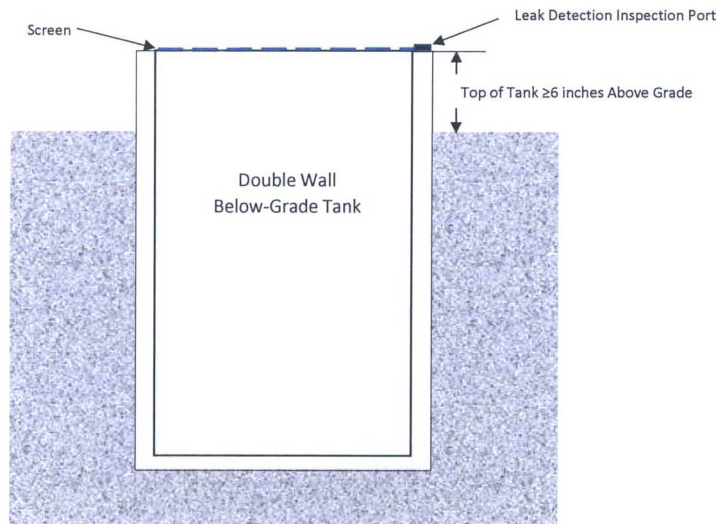 Leak Detection Inspection Port
Screen
Top of Tank ≥6 inches Above Grade
Double Wall
Below-Grade Tank